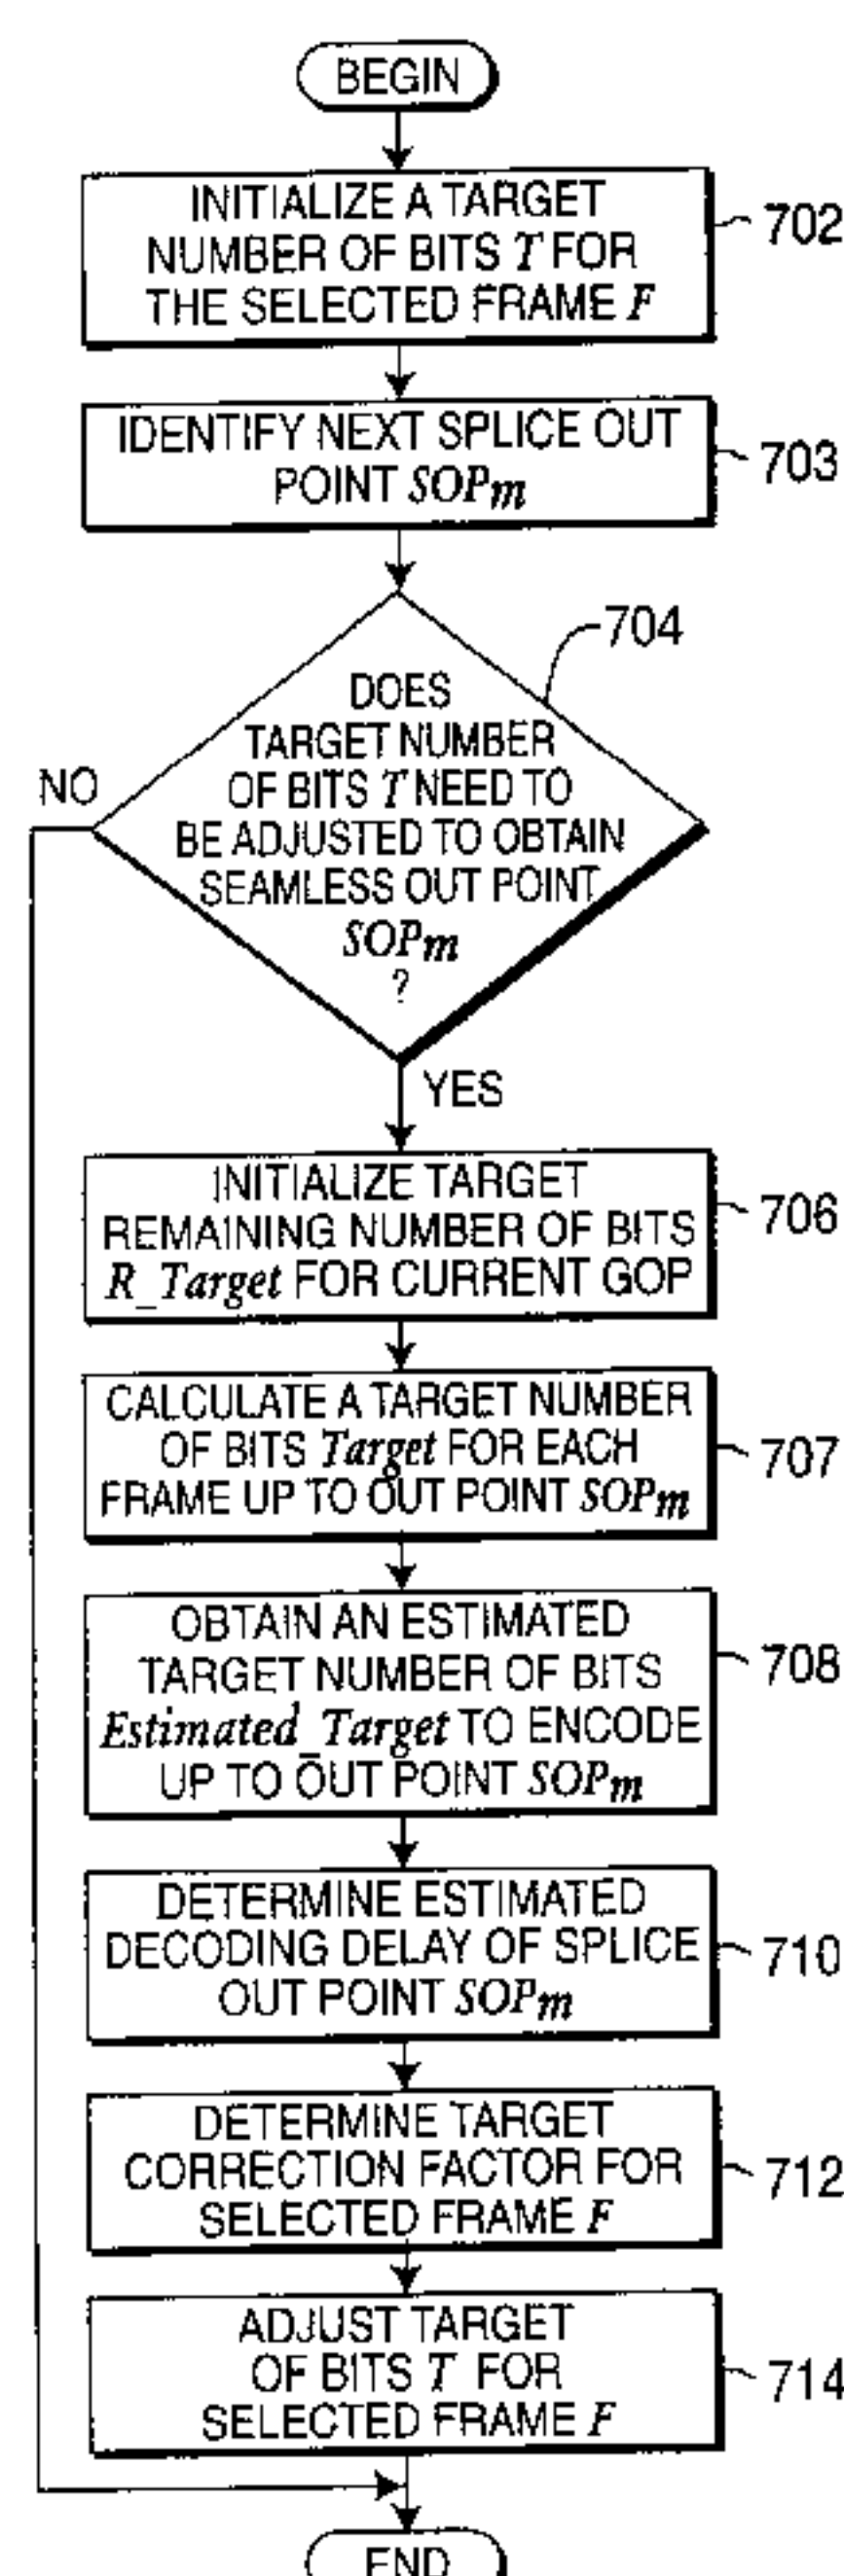 BEGIN
INITIALIZE A TARGET
NUMBER OF BITS T FOR
THE SELECTED FRAME F
702
IDENTIFY NEXT SPLICE OUT
POINT SOPm
703
704
DOES
TARGET NUMBER
OF BITS T NEED TO
BE ADJUSTED TO OBTAIN
SEAMLESS OUT POINT
SOPm
?
NO
YES
INITIALIZE TARGET
REMAINING NUMBER OF BITS
R_Target FOR CURRENT GOP
706
CALCULATE A TARGET NUMBER
OF BITS Target FOR EACH
FRAME UP TO OUT POINT SOPm
707
OBTAIN AN ESTIMATED
TARGET NUMBER OF BITS
Estimated_Target TO ENCODE
UP TO OUT POINT SOPm
708
DETERMINE ESTIMATED
DECODING DELAY OF SPLICE
OUT POINT SOPm
710
DETERMINE TARGET
CORRECTION FACTOR FOR
SELECTED FRAME F
712
ADJUST TARGET
OF BITS T FOR
SELECTED FRAME F
714
END